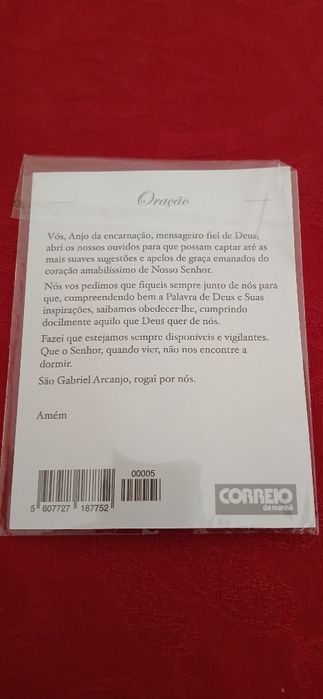 Oração
Vós, Anjo da encarnação, mensageiro fiel de Deus,
abri os nossos ouvidos para que possam captar até as
mais suaves sugestões e apelos de graça emanados do
coração amabilíssimo de Nosso Senhor.
Nós vos pedimos que fiqueis sempre junto de nós para
que, compreendendo bem a Palavra de Deus e Suas
inspirações, saibamos obedecer-lhe, cumprindo
docilmente aquilo que Deus quer de nós.
Fazei que estejamos sempre disponíveis e vigilantes.
Que o Senhor, quando vier, não nos encontre a
dormir.
São Gabriel Arcanjo, rogai por nós.
Amém
00005
5 607727 187752
CORREIO
da manhã